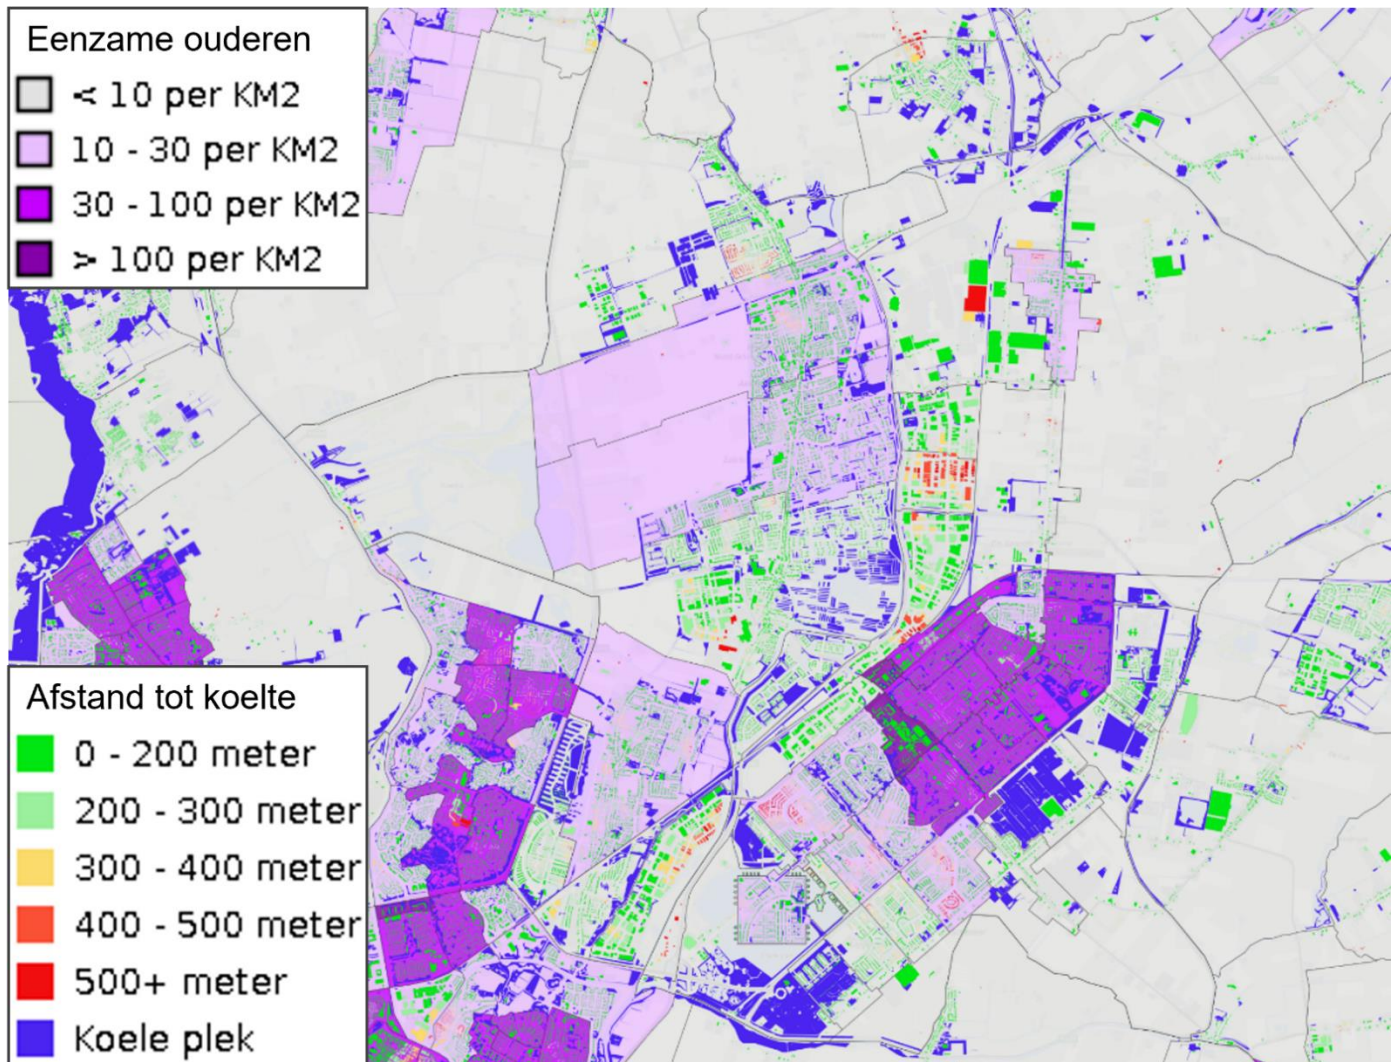 Eenzame ouderen
< 10 per KM2
10 - 30 per KM2
30 - 100 per KM2
> 100 per KM2
Afstand tot koelte
0 - 200 meter
200 - 300 meter
300 - 400 meter
400 - 500 meter
500+ meter
Koele plek